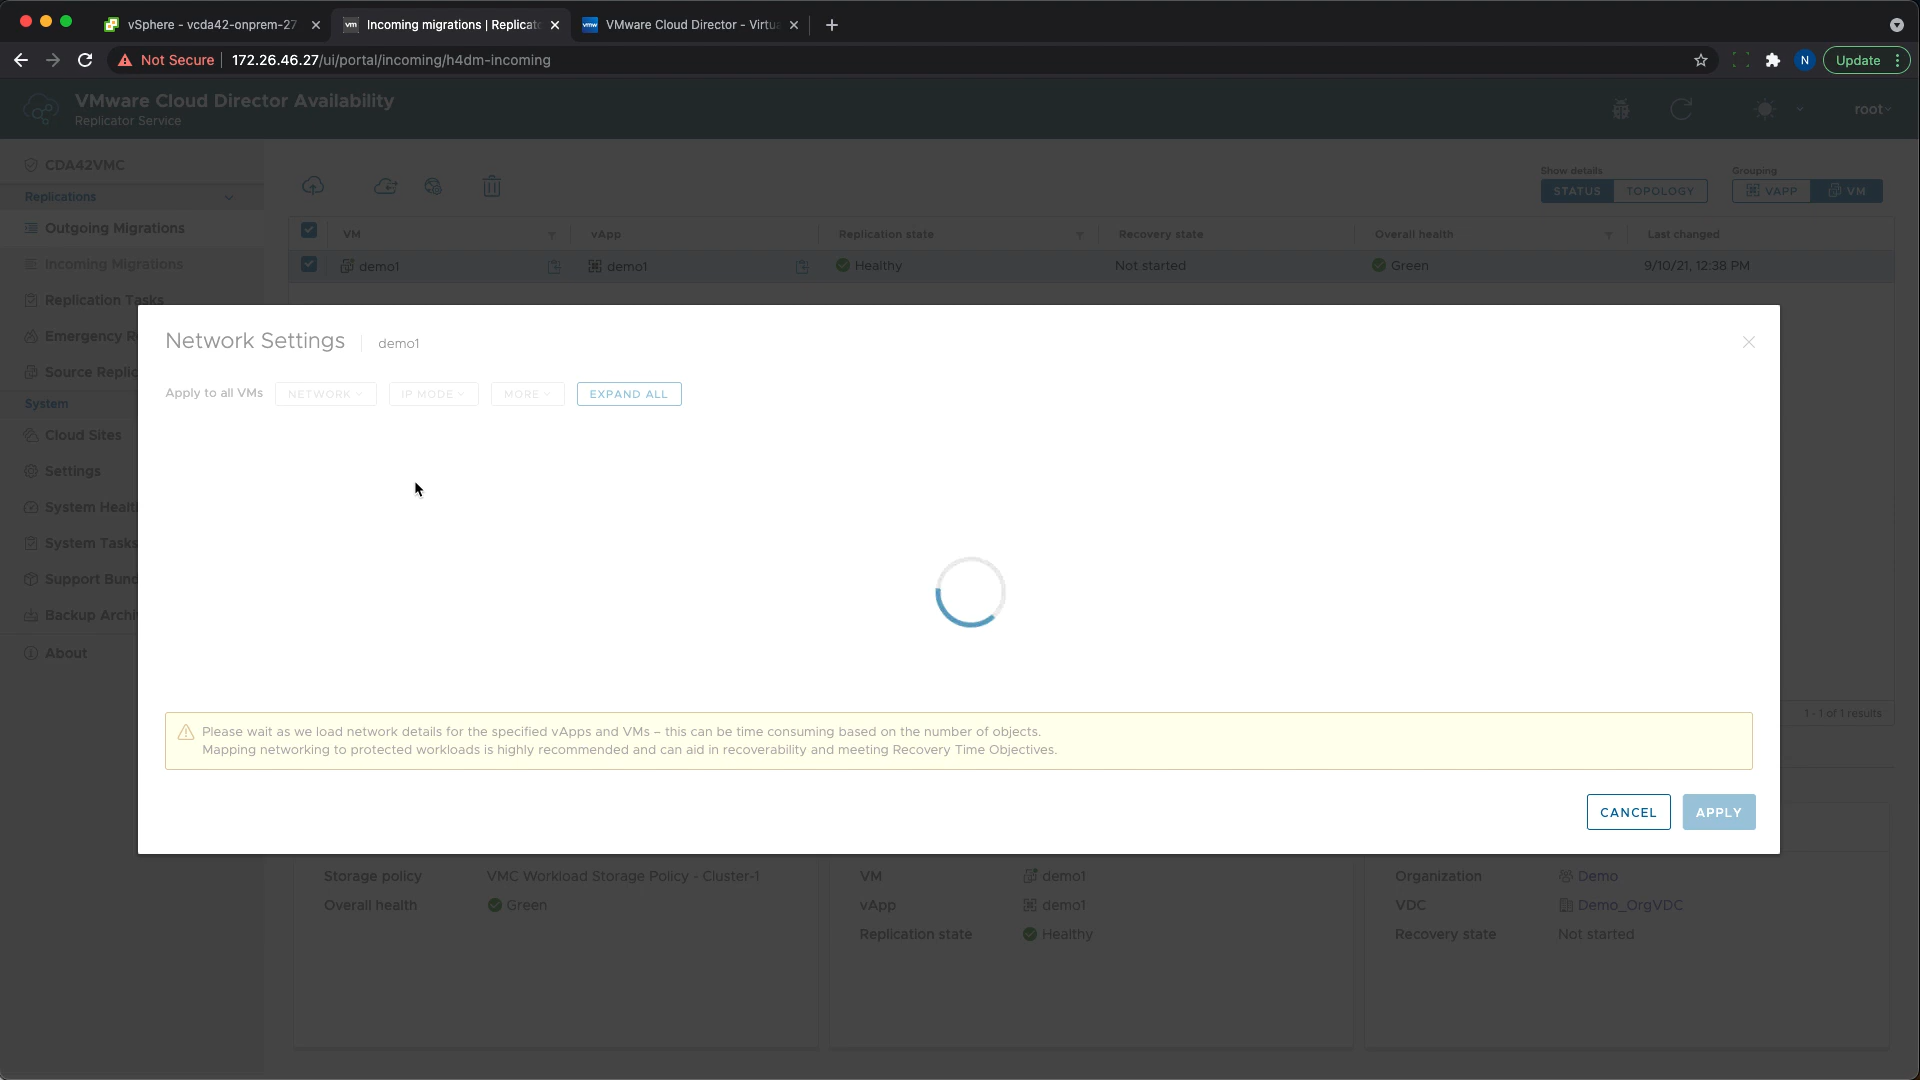 vSphere - vcda42-onprem-27
Incoming migrations | Replicat
VMware Cloud Director - Virtu
Not Secure
172.26.46.27/ui/portal/incoming/h4dm-incoming
N
Update
VMware Cloud Director Availability
Replicator Service
root
CDA42VMC
Replications
Outgoing Migrations
Incoming Migrations
Replication Tasks
Emergency R
Source Replic
System
Cloud Sites
Settings
System Healt
System Tasks
Support Bund
Backup Archi
About
Show details
STATUS
TOPOLOGY
Grouping
VAPP
VM
VM
vApp
Replication state
Recovery state
Overall health
Last changed
demo1
demo1
Healthy
Not started
Green
9/10/21, 12:38 PM
Network Settings
demo1
Apply to all VMs
NETWORK
IP MODE
MORE
EXPAND ALL
Please wait as we load network details for the specified vApps and VMs – this can be time consuming based on the number of objects.
Mapping networking to protected workloads is highly recommended and can aid in recoverability and meeting Recovery Time Objectives.
1 - 1 of 1 results
CANCEL
APPLY
Storage policy
VMC Workload Storage Policy - Cluster-1
Overall health
Green
VM
demo1
vApp
demo1
Replication state
Healthy
Organization
Demo
VDC
Demo_OrgVDC
Recovery state
Not started